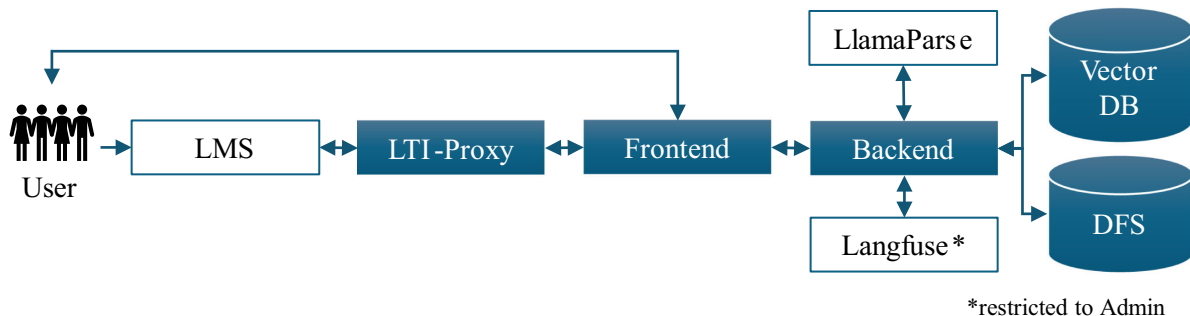 LlamaParse
Vector
DB
User
LMS
LTI-Proxy
Frontend
Backend
Langfuse*
DFS
*restricted to Admin